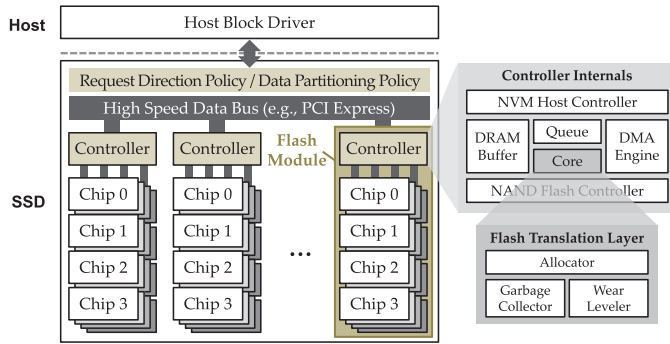 Host
Host Block Driver
SSD
Request Direction Policy / Data Partitioning Policy
High Speed Data Bus (e.g., PCI Express)
Controller
Chip 0
Chip 1
Chip 2
Chip 3
Controller
Chip 0
Chip 1
Chip 2
Chip 3
Flash
Module
...
Controller
Chip 0
Chip 1
Chip 2
Chip 3
Controller Internals
NVM Host Controller
DRAM
Buffer
Queue
Core
DMA
Engine
NAND Flash Controller
Flash Translation Layer
Allocator
Garbage
Collector
Wear
Leveler